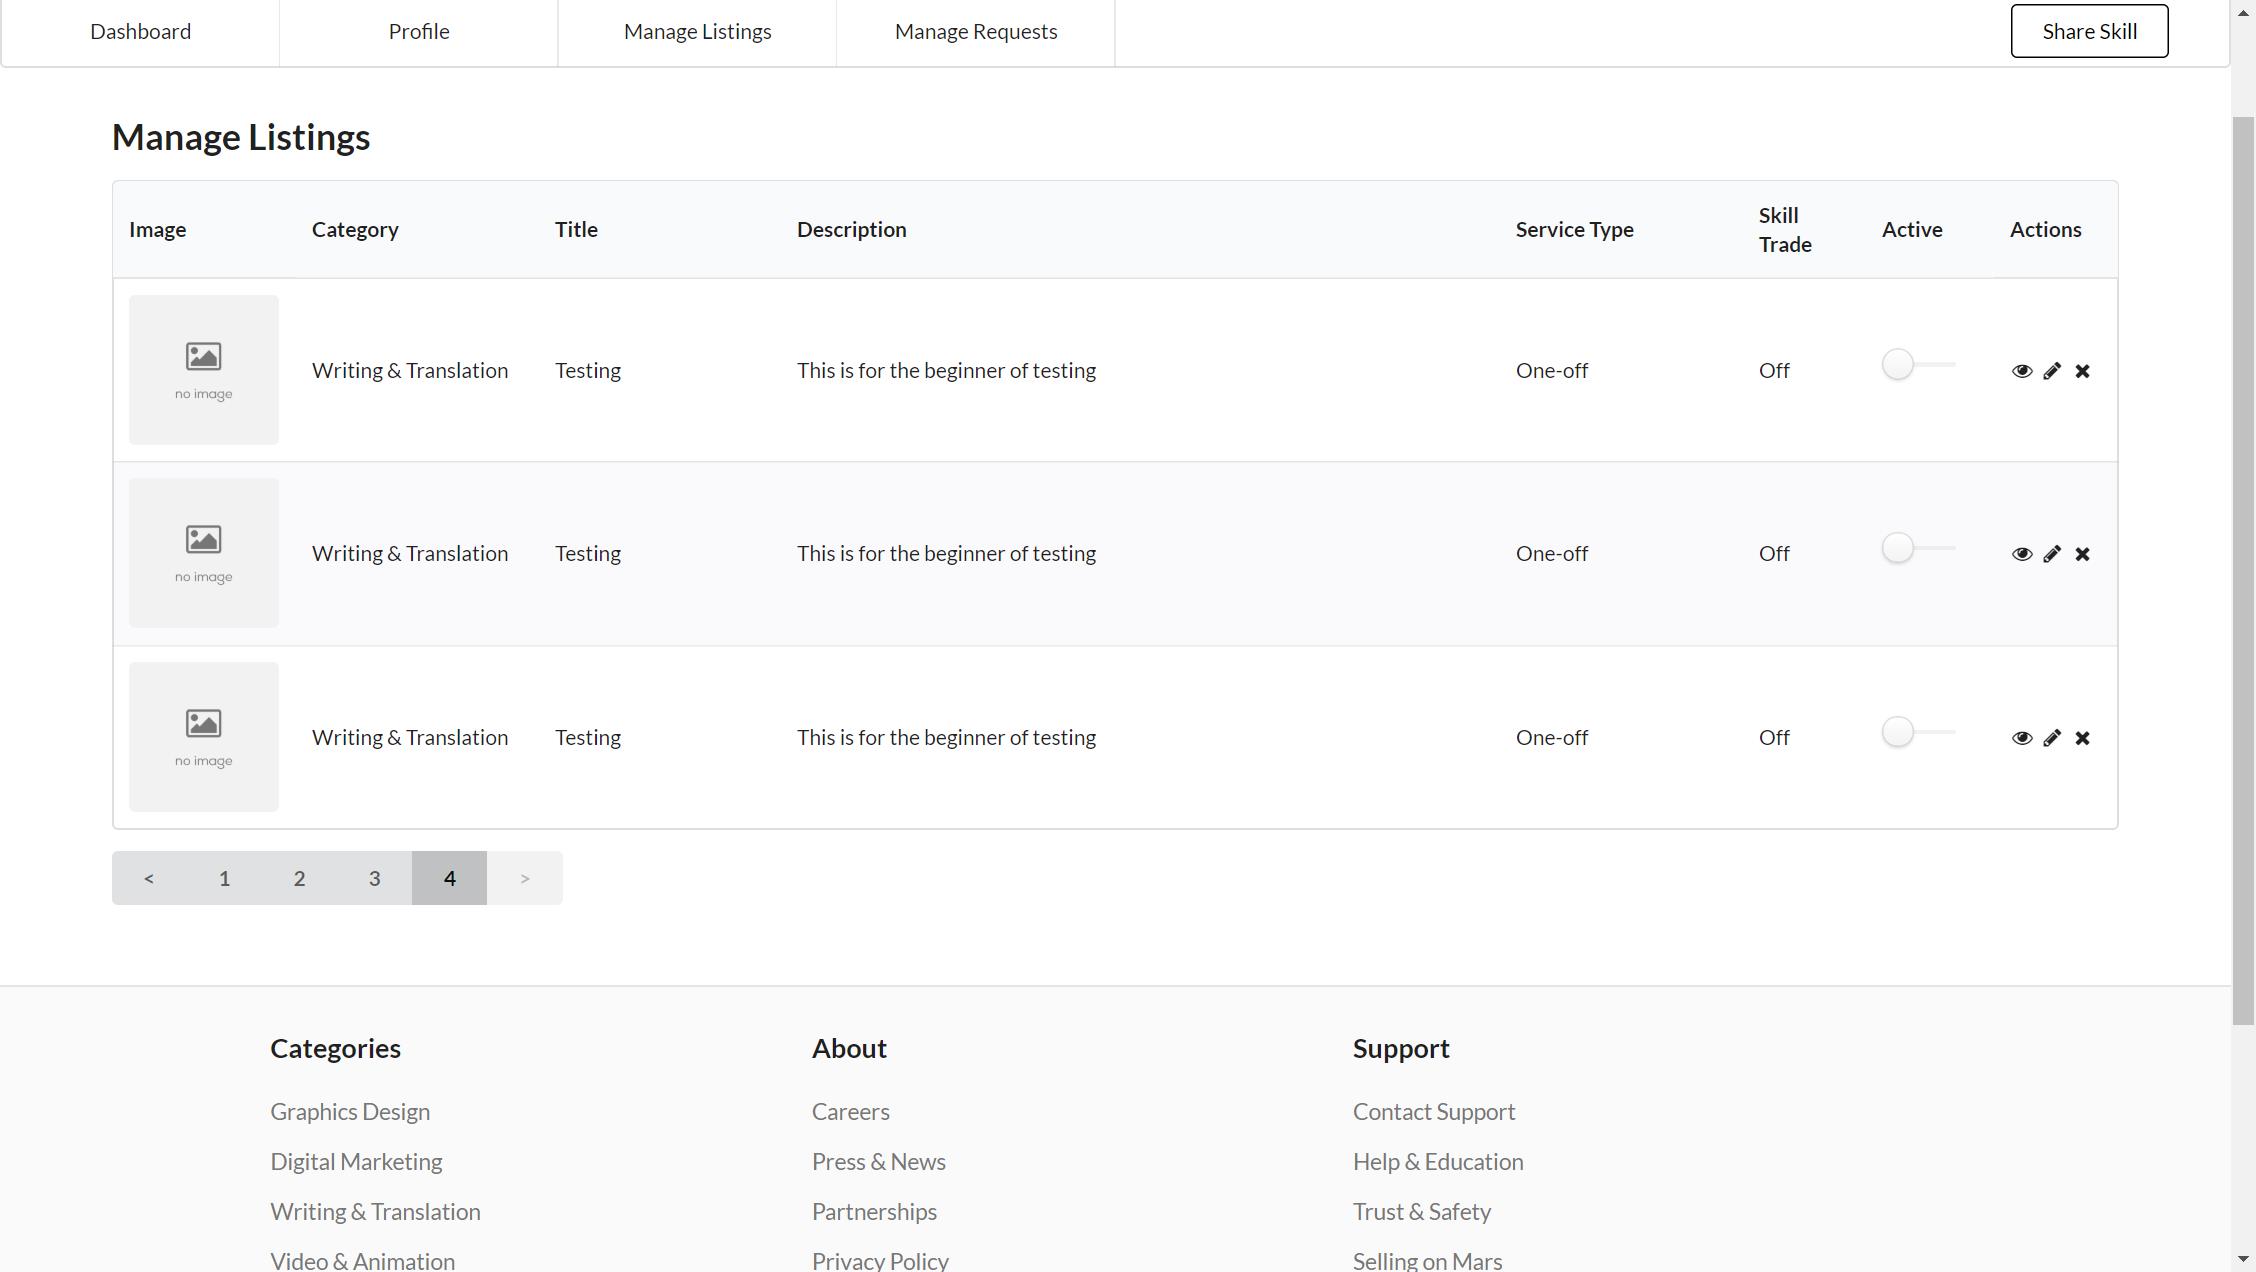 Dashboard Profile Manage Listings Manage Requests Share Skill
Manage Listings
Image Category Title Description Service Type Skill Trade Active Actions
no image Writing & Translation Testing This is for the beginner of testing One-off Off
no image Writing & Translation Testing This is for the beginner of testing One-off Off
no image Writing & Translation Testing This is for the beginner of testing One-off Off
< 1 2 3 4 >
Categories About Support
Graphics Design Careers Contact Support
Digital Marketing Press & News Help & Education
Writing & Translation Partnerships Trust & Safety
Video & Animation Privacy Policy Selling on Mars